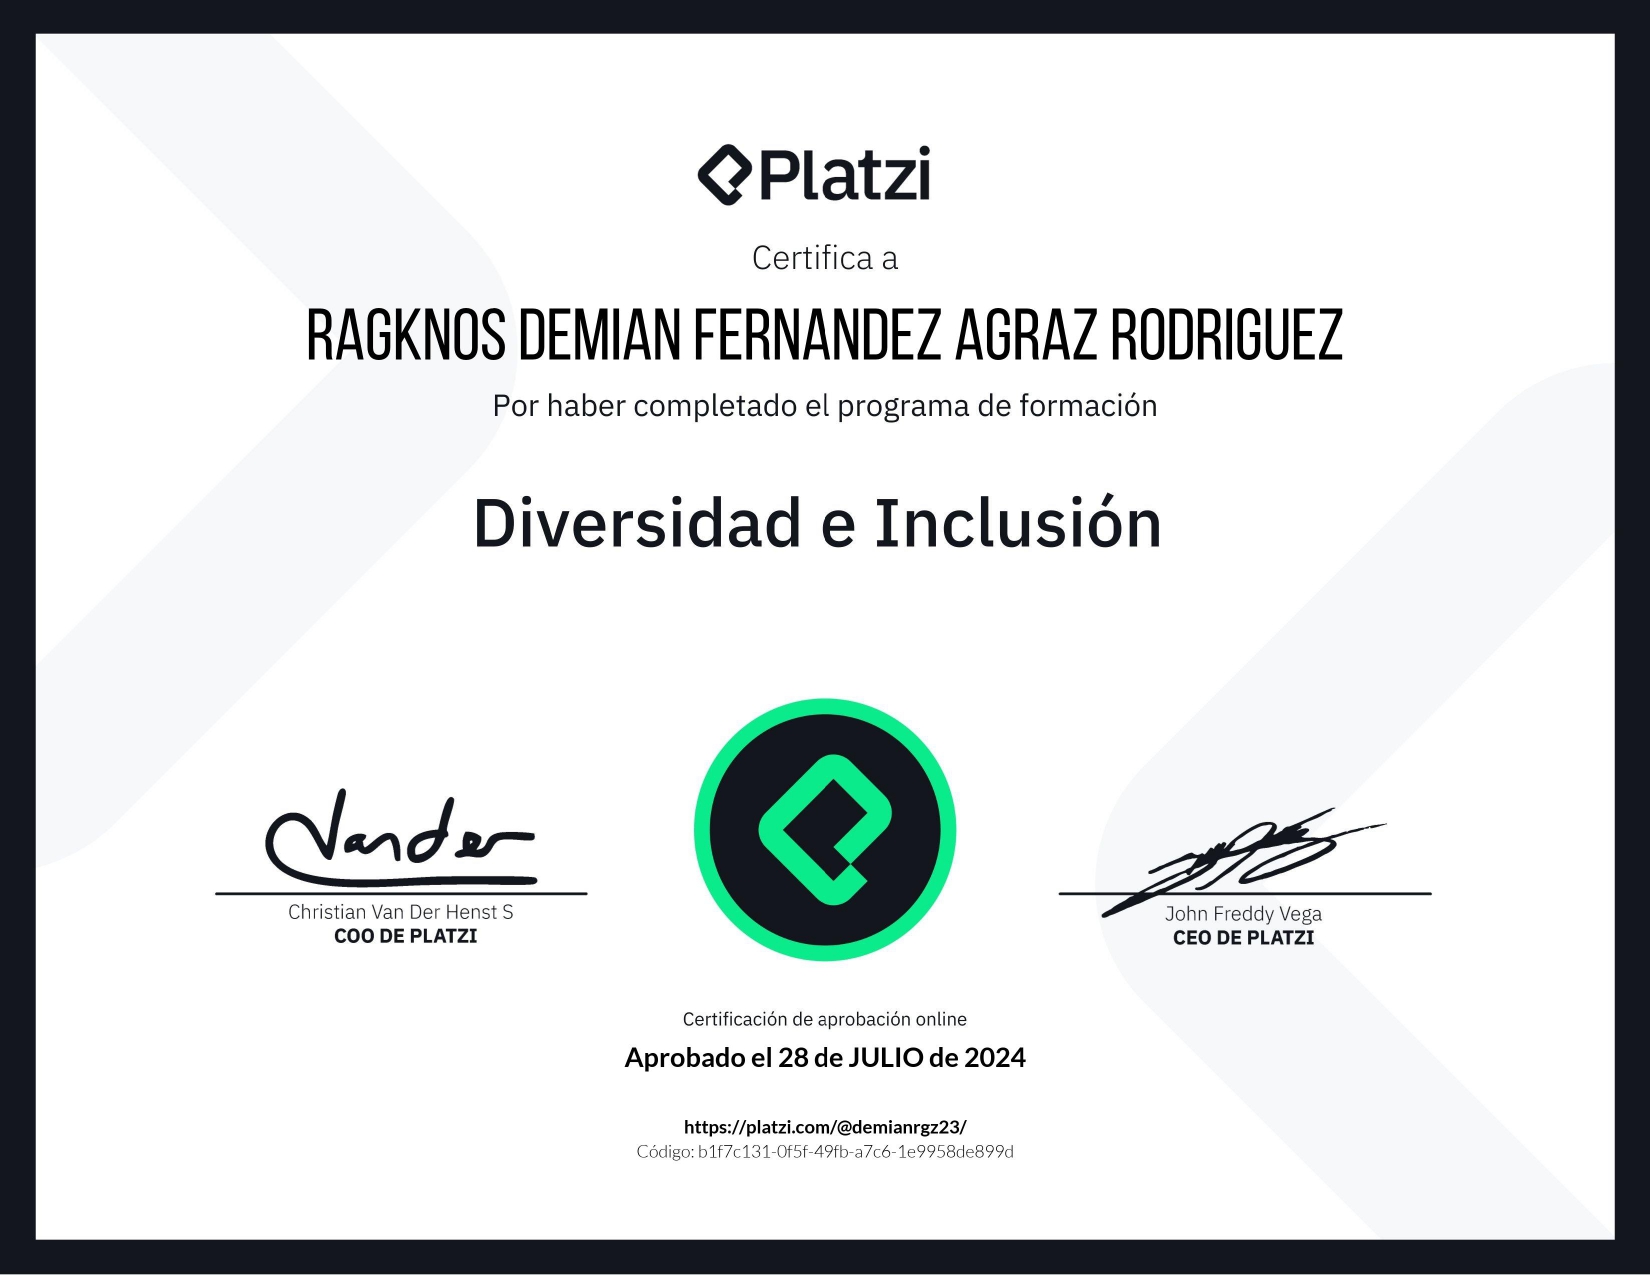 Platzi
Certifica a
RAGKNOS DEMIAN FERNANDEZ AGRAZ RODRIGUEZ
Por haber completado el programa de formación
Diversidad e Inclusión
Vander
Christian Van Der Henst S
COO DE PLATZI
John Freddy Vega
CEO DE PLATZI
Certificación de aprobación online
Aprobado el 28 de JULIO de 2024
https://platzi.com/@demianrgz23/
Código: b1f7c131-0f5f-49fb-a7c6-1e9958de899d